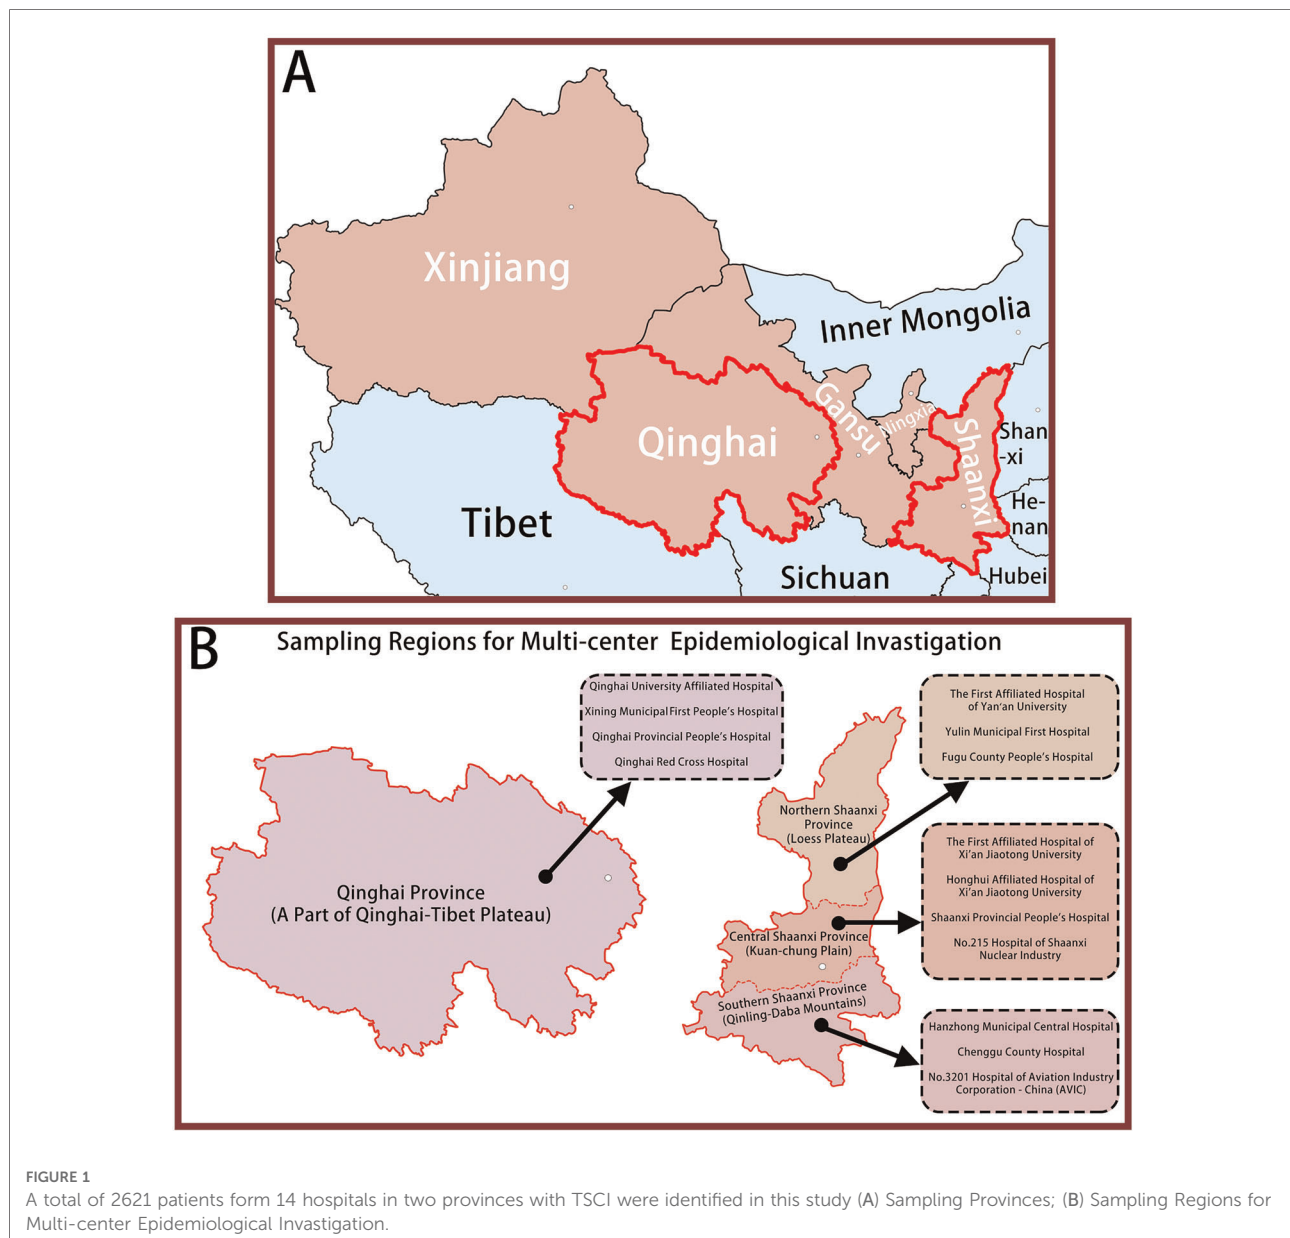 A
Xinjiang
Inner Mongolia
Gansu
Ningxia
Shaanxi
Shan
-xi
Qinghai
He-
nan
Tibet
Sichuan
Hubei
B
Sampling Regions for Multi-center Epidemiological Invastigation
Qinghai University Affiliated Hospital
Xining Municipal First People's Hospital
Qinghai Provincial People's Hospital
Qinghai Red Cross Hospital
The First Affiliated Hospital
of Yan'an University
Yulin Municipal First Hospital
Fugu County People's Hospital
Northern Shaanxi
Province
(Loess Plateau)
The First Affiliated Hospital of
Xi'an Jiaotong University
Honghui Affiliated Hospital of
Xi'an Jiaotong University
Shaanxi Provincial People's Hospital
No.215 Hospital of Shaanxi
Nuclear Industry
Qinghai Province
(A Part of Qinghai-Tibet Plateau)
Central Shaanxi Province
(Kuan-chung Plain)
Southern Shaanxi Province
(Qinling-Daba Mountains)
Hanzhong Municipal Central Hospital
Chenggu County Hospital
No.3201 Hospital of Aviation Industry
Corporation - China (AVIC)
FIGURE 1
A total of 2621 patients form 14 hospitals in two provinces with TSCI were identified in this study (A) Sampling Provinces; (B) Sampling Regions for
Multi-center Epidemiological Invastigation.